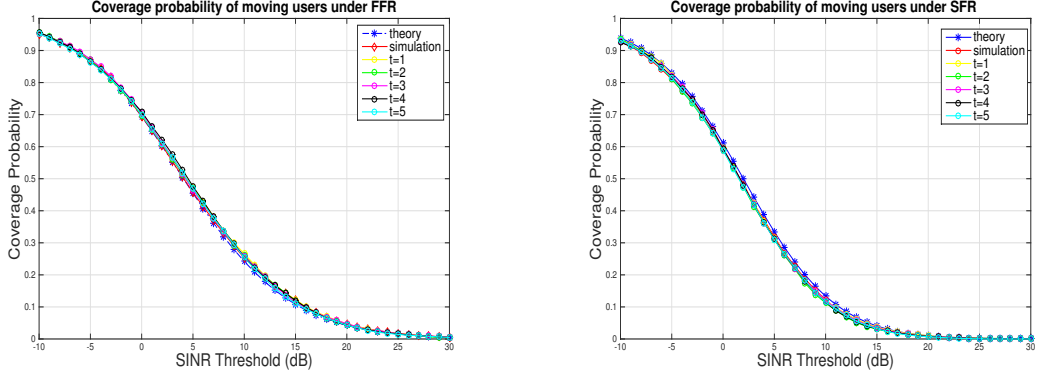 Coverage probability of moving users under FFR
1
0.9
0.8
0.7
0.6
0.5
0.4
0.3
0.2
0.1
0
Coverage Probability
theory
simulation
t=1
t=2
t=3
t=4
t=5
-10 -5 0 5 10 15 20 25 30
SINR Threshold (dB)
Coverage probability of moving users under SFR
1
0.9
0.8
0.7
0.6
0.5
0.4
0.3
0.2
0.1
0
Coverage Probability
theory
simulation
t=1
t=2
t=3
t=4
t=5
-10 -5 0 5 10 15 20 25 30
SINR Threshold (dB)